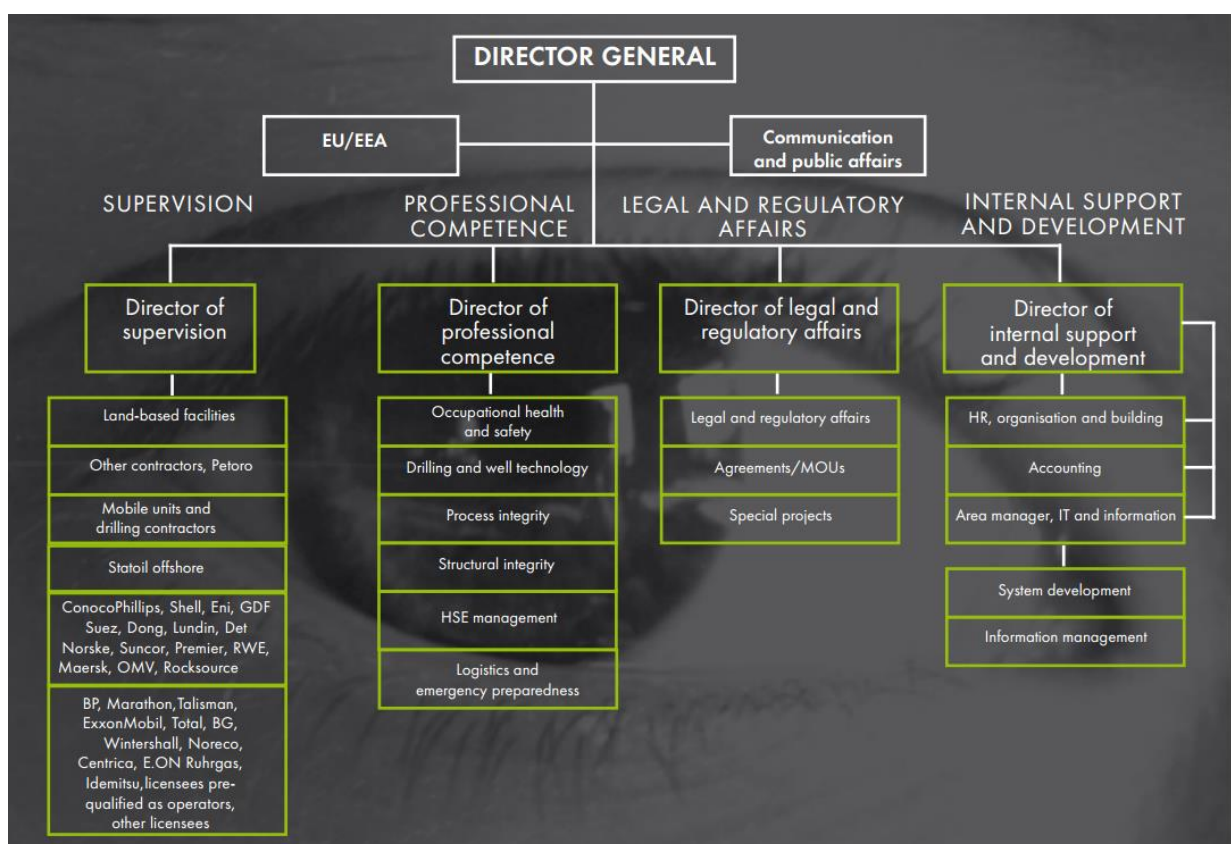 DIRECTOR GENERAL
EU/EEA
Communication
and public affairs
SUPERVISION
PROFESSIONAL
COMPETENCE
LEGAL AND REGULATORY
AFFAIRS
INTERNAL SUPPORT
AND DEVELOPMENT
Director of
supervision
Land-based facilities
Other contractors, Petoro
Mobile units and
drilling contractors
Statoil offshore
ConocoPhillips, Shell, Eni, GDF
Suez, Dong, Lundin, Det
Norske, Suncor, Premier, RWE,
Maersk, OMV, Rocksource
BP, Marathon,Talisman,
ExxonMobil, Total, BG,
Wintershall, Noreco,
Centrica, E.ON Ruhrgas,
Idemitsu,licensees pre-
qualified as operators,
other licensees
Director of
professional
competence
Occupational health
and safety
Drilling and well technology
Process integrity
Structural integrity
HSE management
Logistics and
emergency preparedness
Director of legal and
regulatory affairs
Legal and regulatory affairs
Agreements/MOUs
Special projects
Director of
internal support
and development
HR, organisation and building
Accounting
Area manager, IT and information
System development
Information management